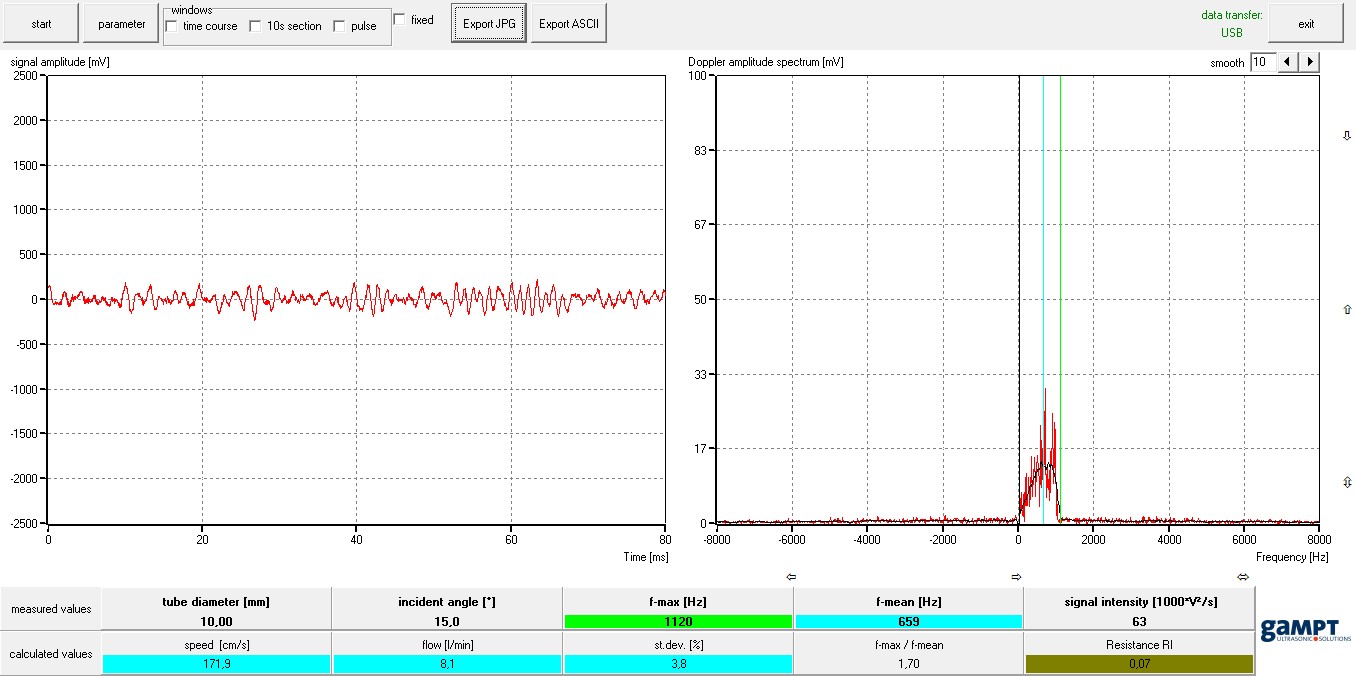 start
parameter
windows
time course
10s section
pulse
fixed
Export JPG
Export ASCII
data transfer:
USB
exit
signal amplitude [mV]
2500
2000
1500
1000
500
0
-500
-1000
-1500
-2000
-2500
0 20 40 60 80
Time [ms]
Doppler amplitude spectrum [mV]
smooth 10
100
83
67
50
33
17
0
-8000 -6000 -4000 -2000 0 2000 4000 6000 8000
Frequency [Hz]
measured values
tube diameter [mm] incident angle [°] f-max [Hz] f-mean [Hz] signal intensity [1000*V²/s]
10,00 15,0 1120 659 63
calculated values
speed [cm/s] flow [l/min] st.dev. [%] f-max / f-mean Resistance RI
171,9 8,1 3,8 1,70 0,07
GAMPT
ULTRASONIC SOLUTIONS